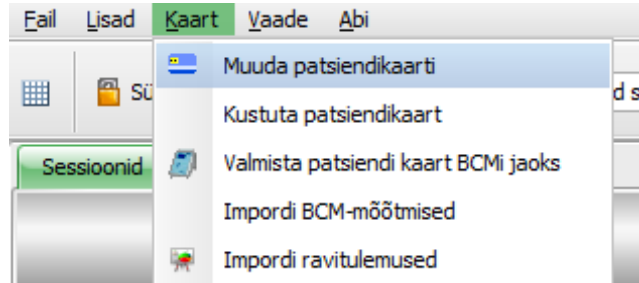 Fail Lisad Kaart Vaade Abi
Muuda patsiendikaarti
Kustuta patsiendikaart
Sessioonid
Valmista patsiendi kaart BCMi jaoks
Impordi BCM-mõõtmised
Impordi ravitulemused